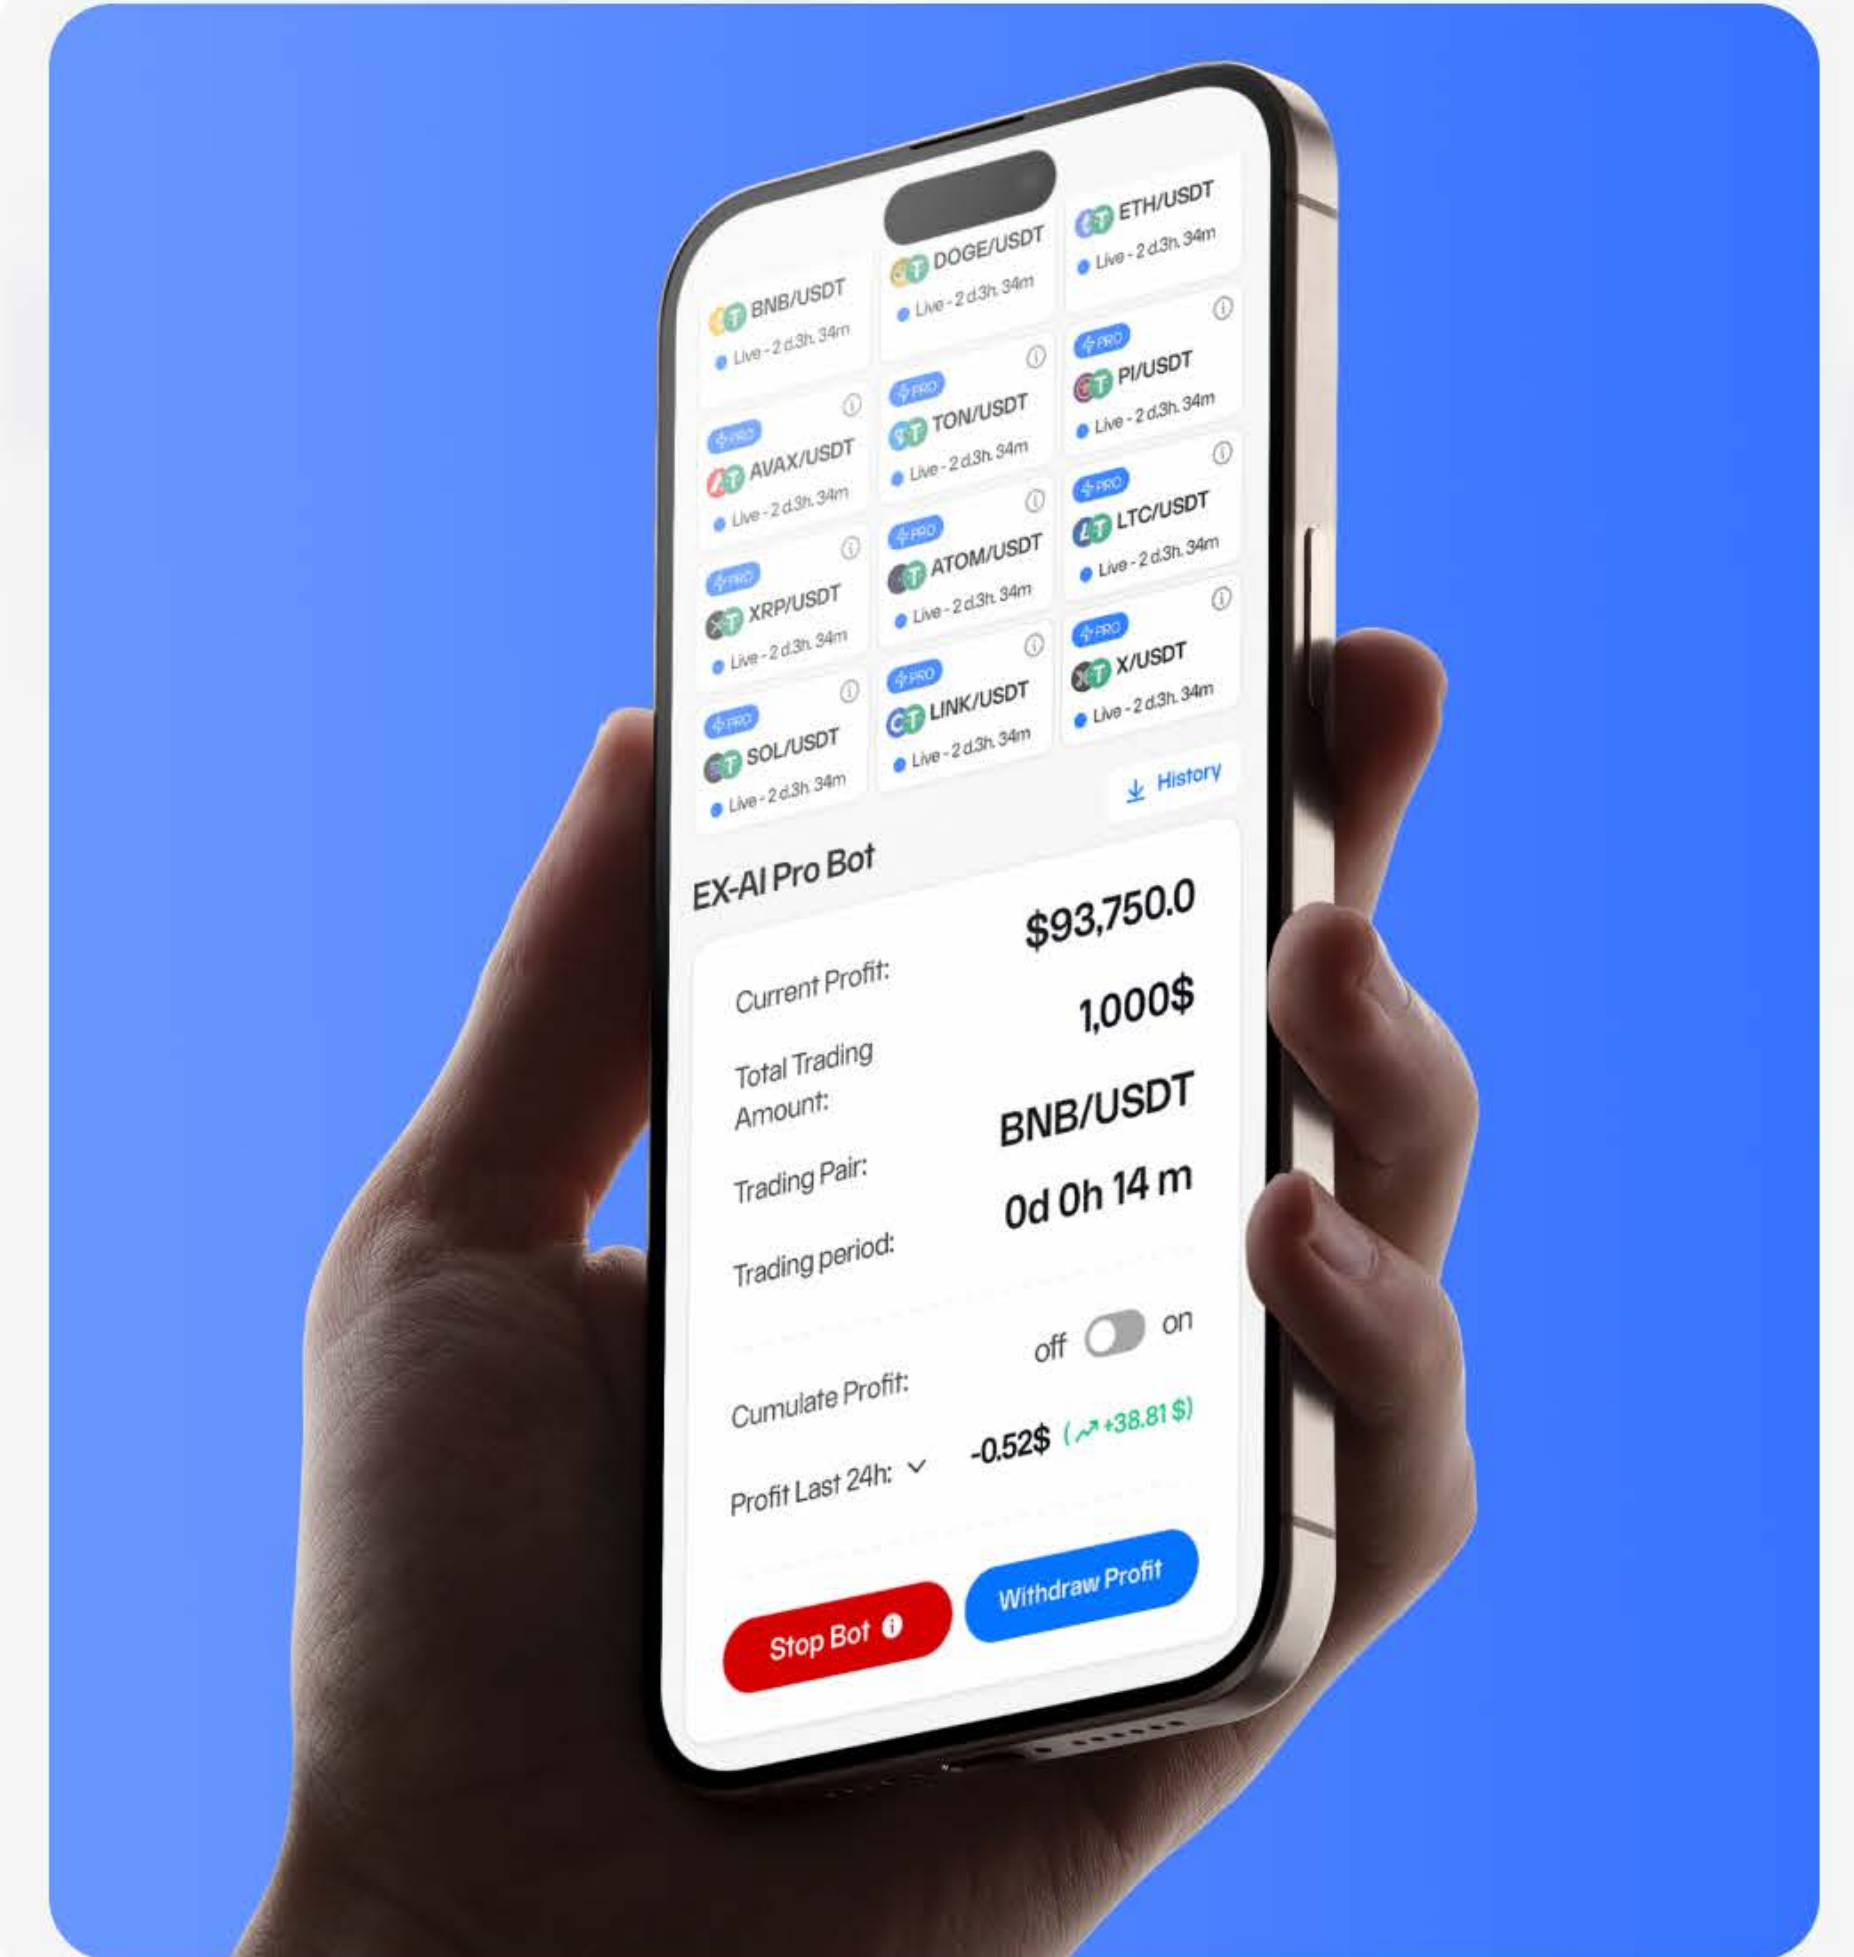 BNB/USDT
Live - 2 d.3h. 34m
DOGE/USDT
Live - 2 d.3h. 34m
ETH/USDT
Live - 2 d.3h. 34m
PRO
AVAX/USDT
Live - 2 d.3h. 34m
PRO
TON/USDT
Live - 2 d.3h. 34m
PRO
PI/USDT
Live - 2 d.3h. 34m
PRO
XRP/USDT
Live - 2 d.3h. 34m
PRO
ATOM/USDT
Live - 2 d.3h. 34m
PRO
LTC/USDT
Live - 2 d.3h. 34m
PRO
SOL/USDT
Live - 2 d.3h. 34m
PRO
LINK/USDT
Live - 2 d.3h. 34m
PRO
X/USDT
Live - 2 d.3h. 34m
History
EX-AI Pro Bot
Current Profit: $93,750.0
Total Trading
Amount: 1,000$
Trading Pair: BNB/USDT
Trading period: 0d 0h 14 m
Cumulate Profit: off on
Profit Last 24h: -0.52$ (+38.81 $)
Stop Bot
Withdraw Profit